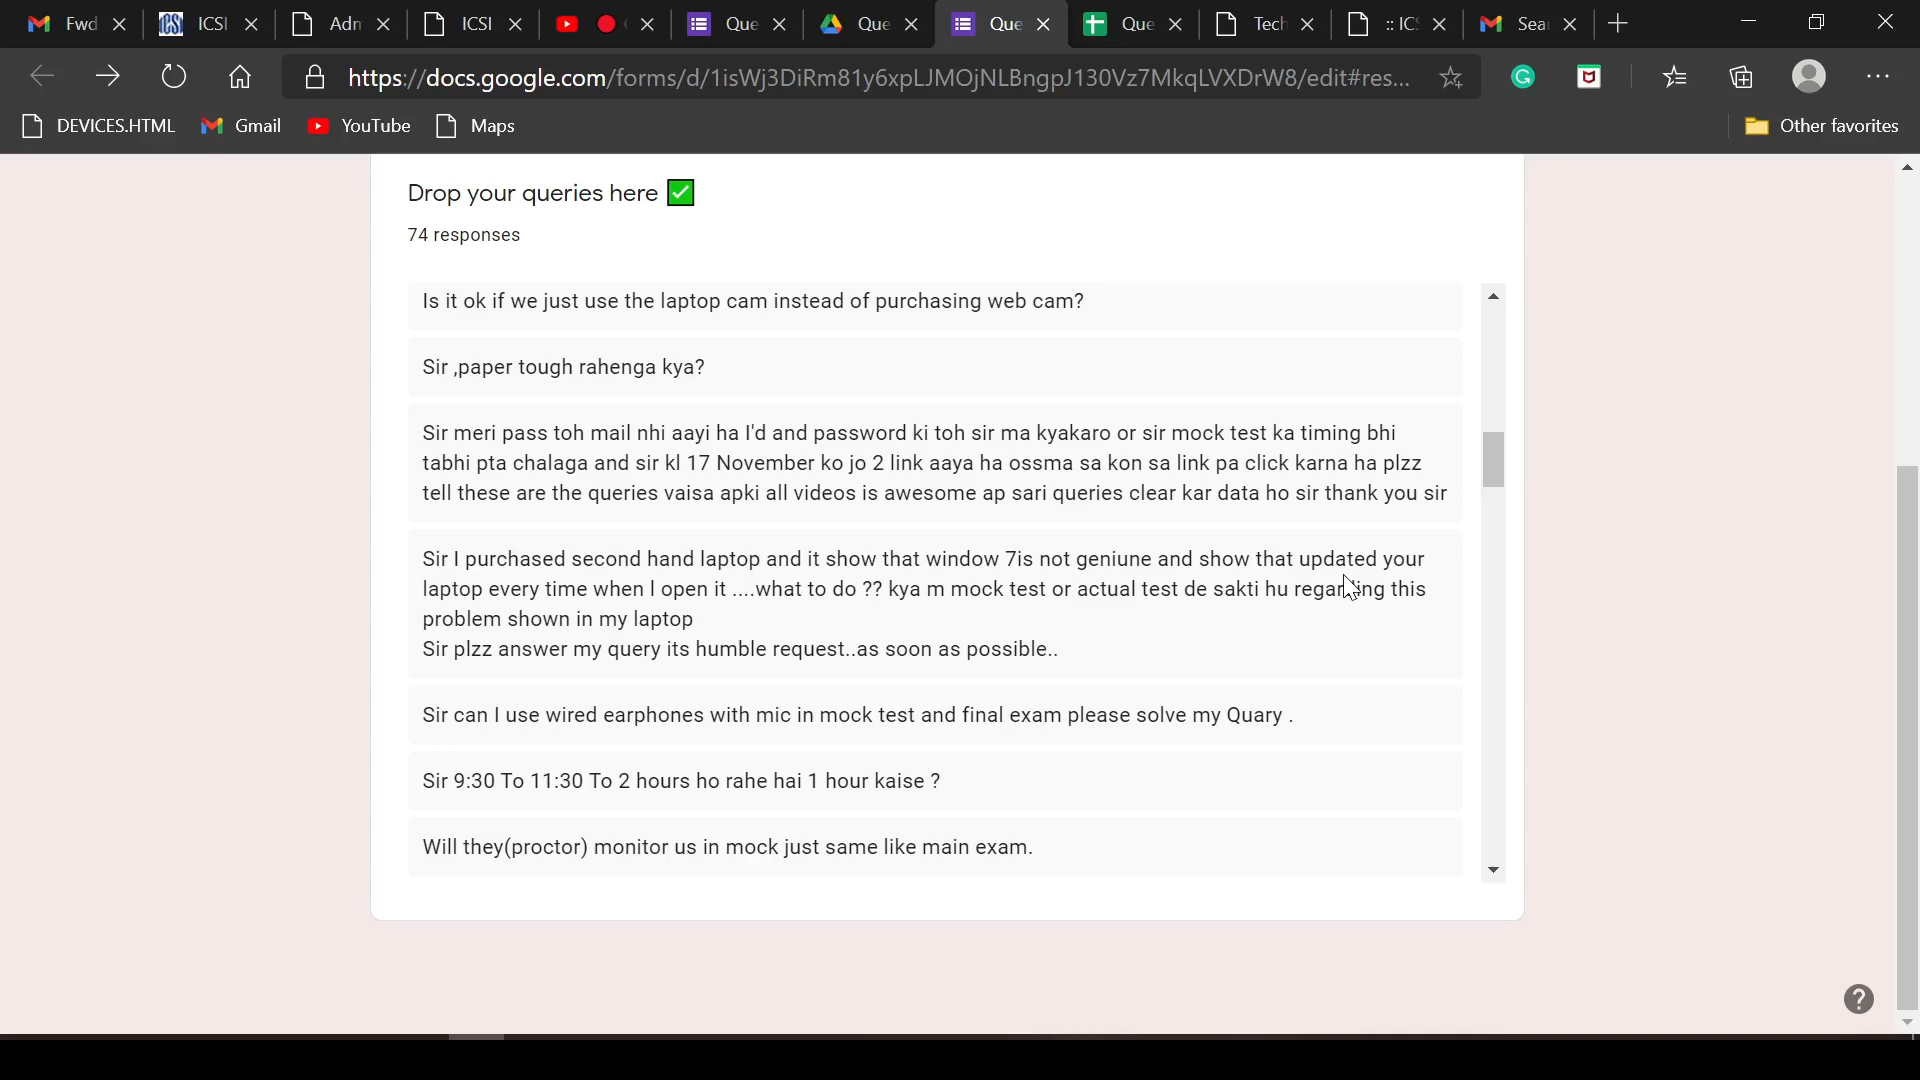 Fwd
ICSI
Adm
ICSI
Que
Que
Que
Que
Tech
:: IC
Sea
https://docs.google.com/forms/d/1isWj3DiRm81y6xpLJMOjNLBngpJ130Vz7MkqLVXDrW8/edit#res...
DEVICES.HTML
Gmail
YouTube
Maps
Other favorites
Drop your queries here
74 responses
Is it ok if we just use the laptop cam instead of purchasing web cam?
Sir ,paper tough rahenga kya?
Sir meri pass toh mail nhi aayi ha I'd and password ki toh sir ma kyakaro or sir mock test ka timing bhi
tabhi pta chalaga and sir kl 17 November ko jo 2 link aaya ha ossma sa kon sa link pa click karna ha plzz
tell these are the queries vaisa apki all videos is awesome ap sari queries clear kar data ho sir thank you sir
Sir I purchased second hand laptop and it show that window 7is not geniune and show that updated your
laptop every time when I open it ....what to do ?? kya m mock test or actual test de sakti hu regarding this
problem shown in my laptop
Sir plzz answer my query its humble request..as soon as possible..
Sir can I use wired earphones with mic in mock test and final exam please solve my Quary .
Sir 9:30 To 11:30 To 2 hours ho rahe hai 1 hour kaise ?
Will they(proctor) monitor us in mock just same like main exam.